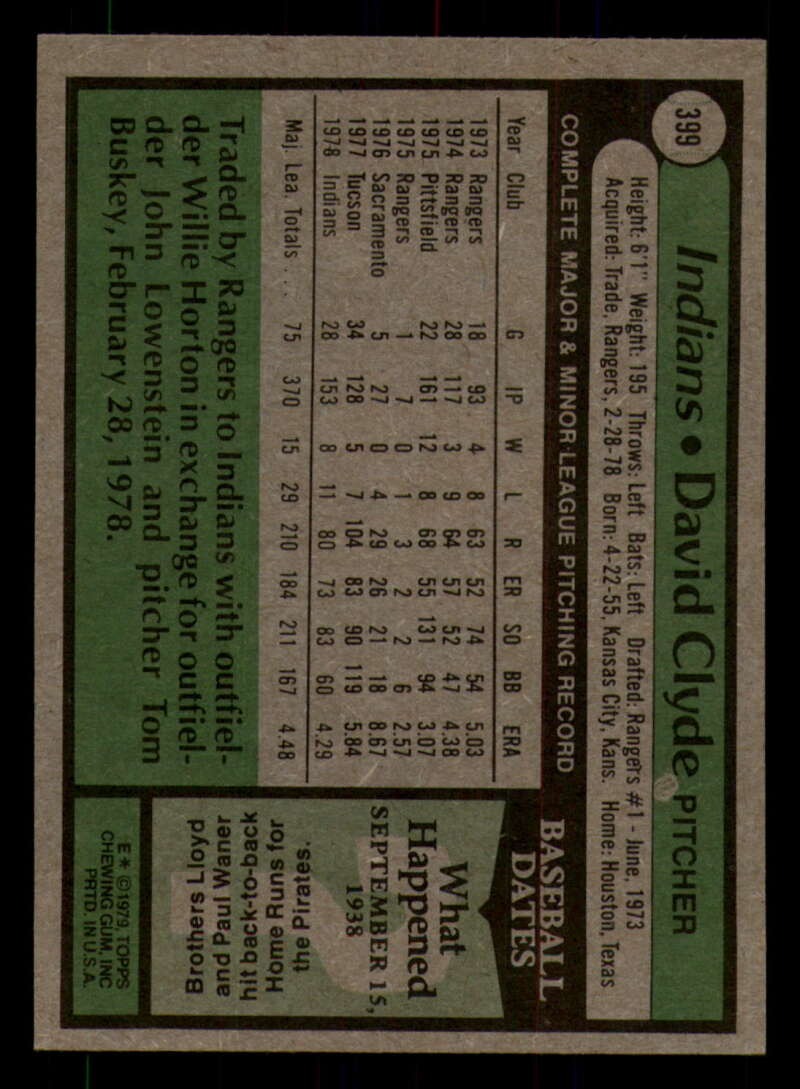 399
Indians • David Clyde PITCHER
Height: 6'1" Weight: 195 Throws: Left Bats: Left Drafted: Rangers #1 - June, 1973
Acquired: Trade, Rangers, 2-28-78 Born: 4-22-55, Kansas City, Kans. Home: Houston, Texas
COMPLETE MAJOR & MINOR LEAGUE PITCHING RECORD
Year Club G IP W L R ER SO BB ERA
1973 Rangers 18 93 4 8 63 52 74 54 5.03
1974 Rangers 28 117 3 9 64 57 52 47 4.38
1975 Pittsfield 22 161 12 8 68 55 131 94 3.07
1975 Rangers 1 7 0 1 3 2 2 6 2.57
1976 Sacramento 5 27 0 4 29 26 21 18 8.67
1977 Tucson 34 128 5 7 104 83 90 119 5.84
1978 Indians 28 153 8 11 80 73 83 60 4.29
Maj. Lea. Totals . . . 75 370 15 29 210 184 211 167 4.48
Traded by Rangers to Indians with outfiel-
der Willie Horton in exchange for outfiel-
der John Lowenstein and pitcher Tom
Buskey, February 28, 1978.
BASEBALL
DATES
What
Happened
SEPTEMBER 15,
1938
Brothers Lloyd
and Paul Waner
hit back-to-back
Home Runs for
the Pirates.
E* © 1979, TOPPS
CHEWING GUM, INC
PRTD. IN U.S.A.